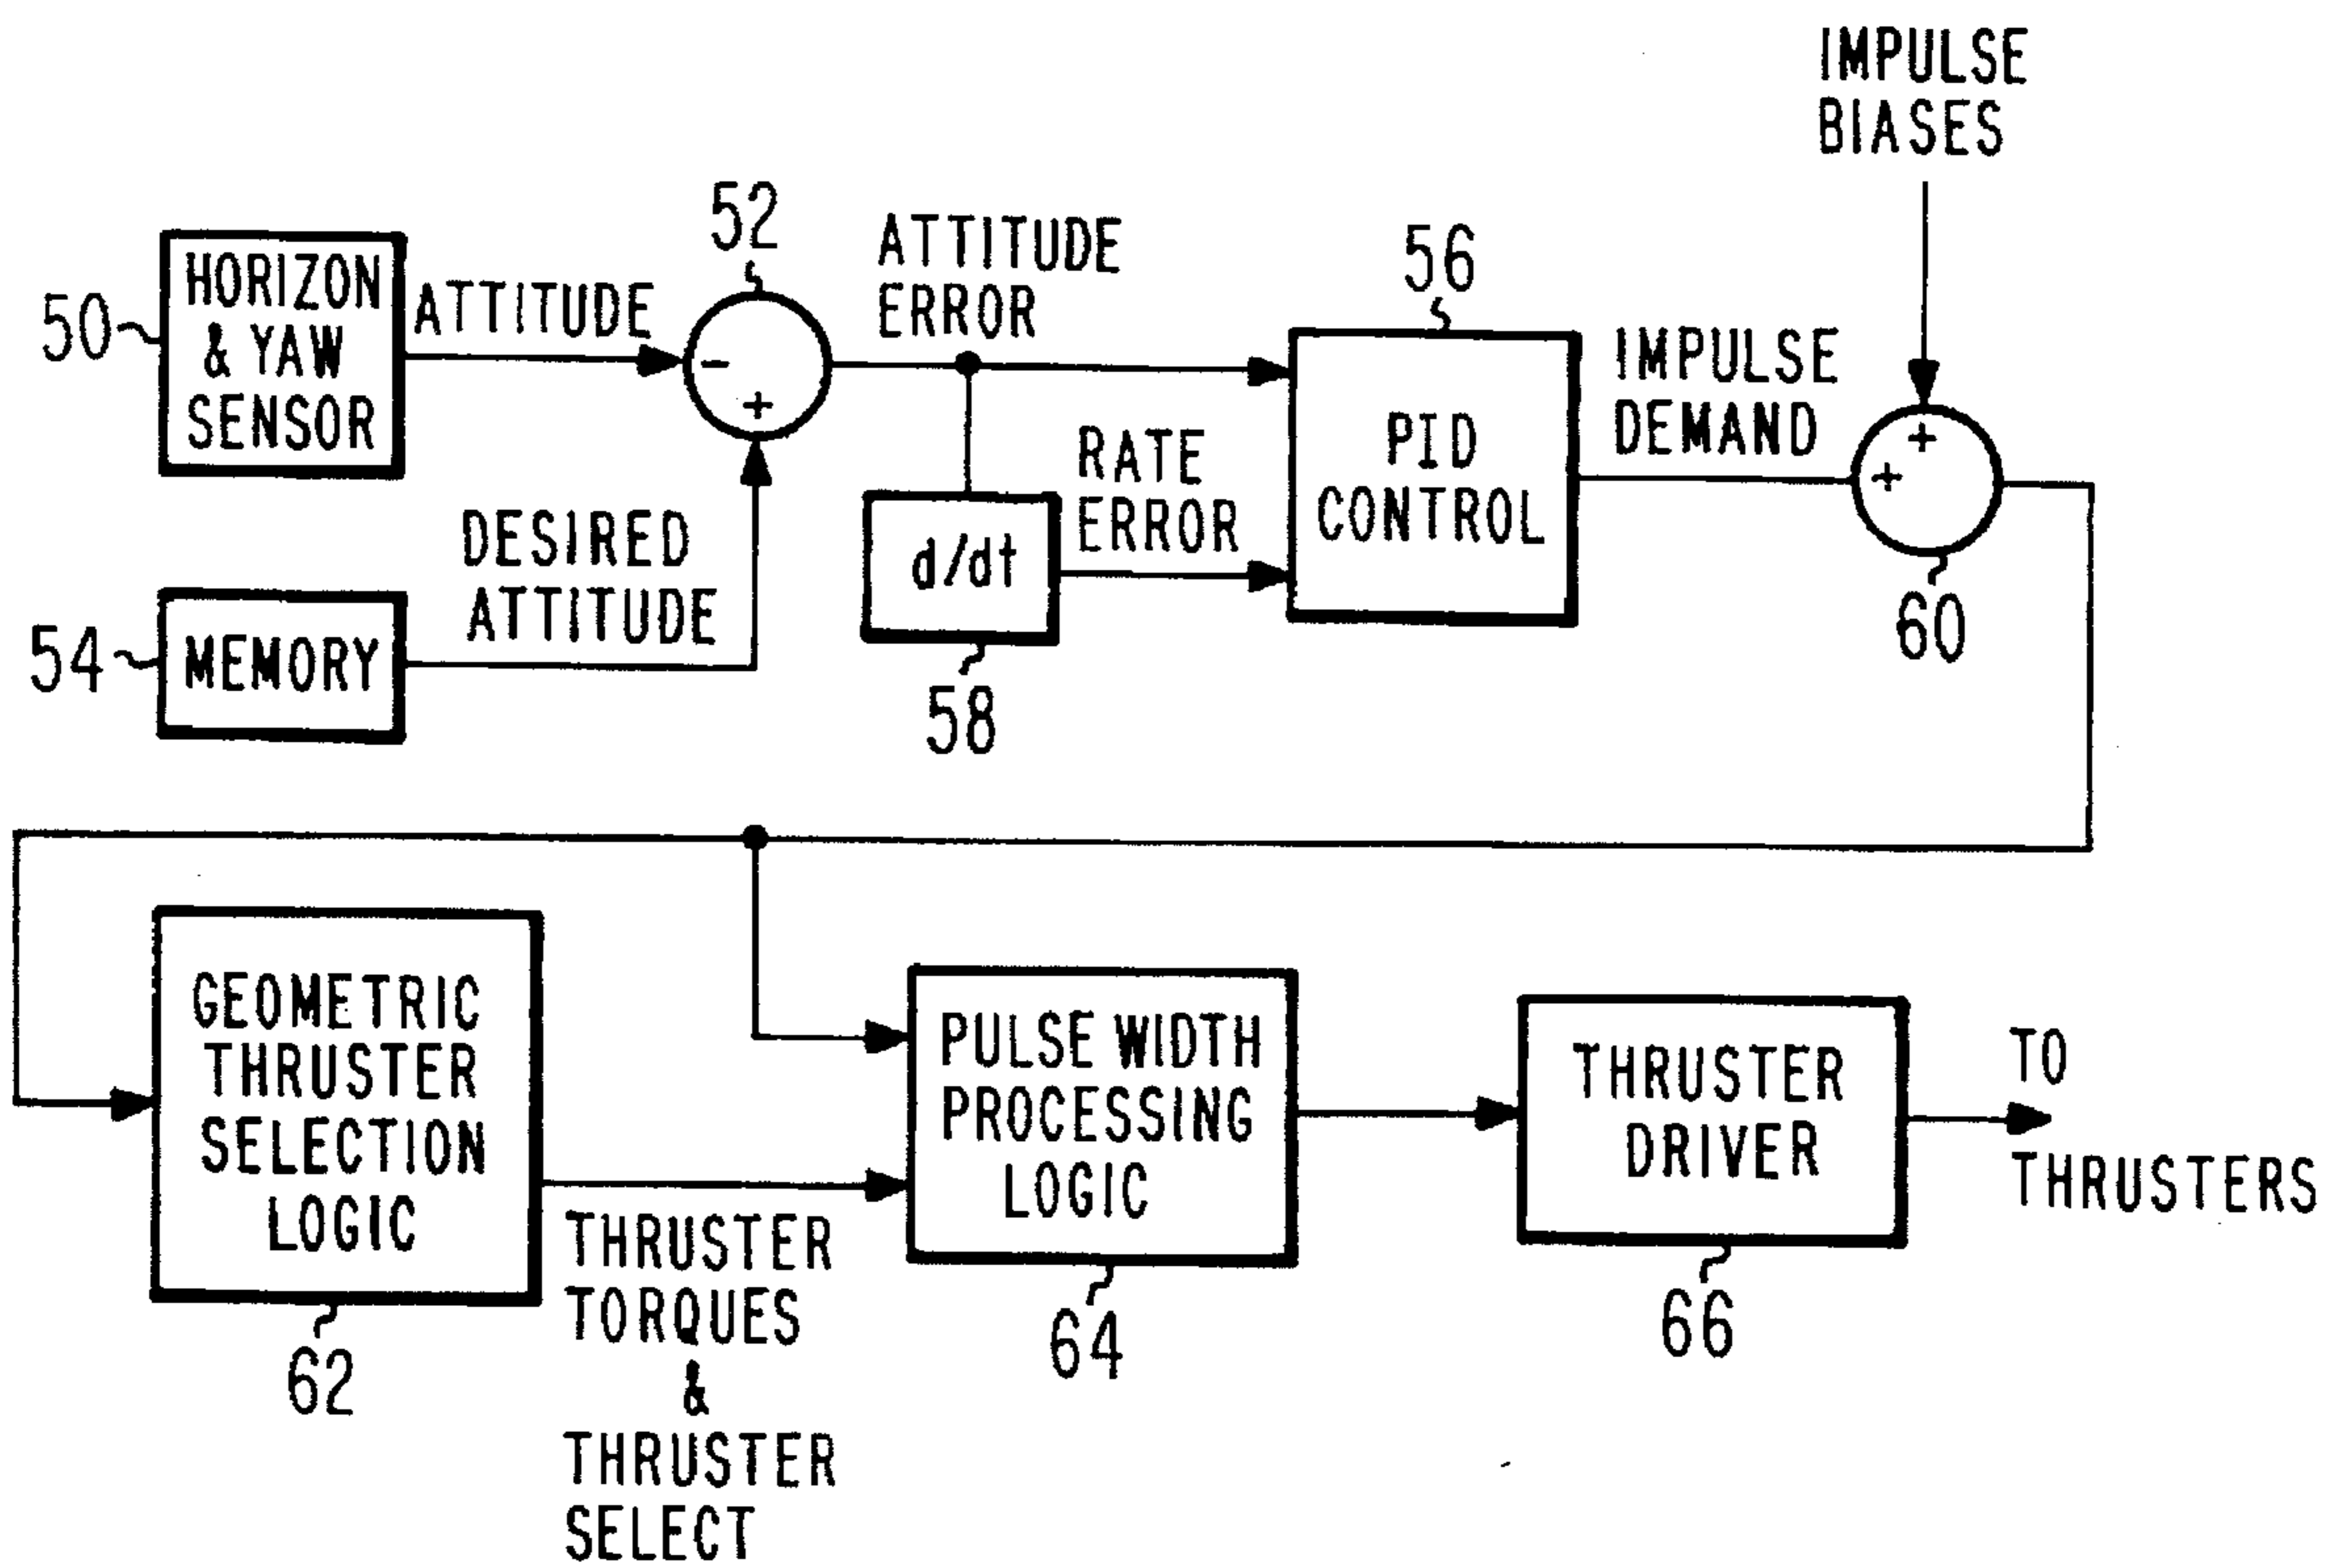 IMPULSE
BIASES
52
ATTITUDE
ERROR
56
50
HORIZON
& YAW
SENSOR
ATTITUDE
-
+
IMPULSE
DEMAND
+
+
PID
CONTROL
RATE
ERROR
DESIRED
ATTITUDE
d/dt
60
54
MEMORY
58
GEOMETRIC
THRUSTER
SELECTION
LOGIC
PULSE WIDTH
PROCESSING
LOGIC
THRUSTER
DRIVER
TO
THRUSTERS
THRUSTER
TORQUES
&
THRUSTER
SELECT
62
64
66